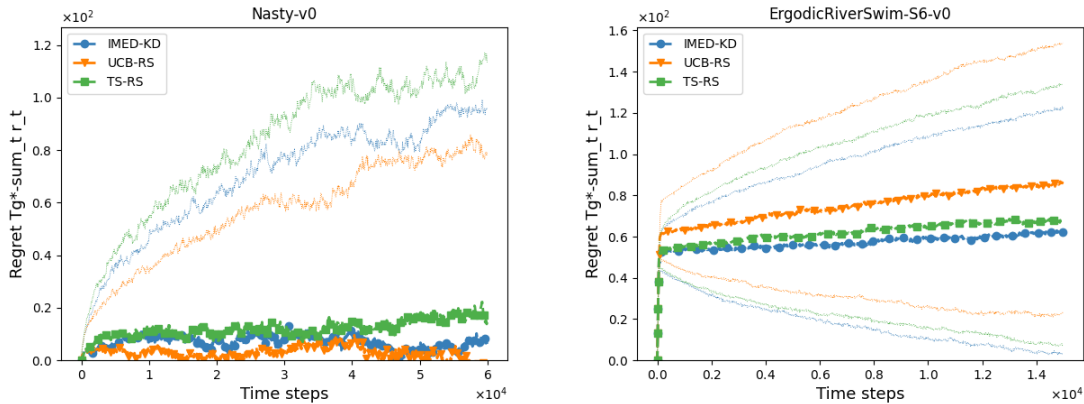 Nasty-v0
×10²
1.2
1.0
0.8
0.6
0.4
0.2
0.0
Regret Tg*-sum_t r_t
IMED-KD
UCB-RS
TS-RS
0 1 2 3 4 5 6
×10⁴
Time steps
ErgodicRiverSwim-S6-v0
×10²
1.6
1.4
1.2
1.0
0.8
0.6
0.4
0.2
0.0
Regret Tg*-sum_t r_t
IMED-KD
UCB-RS
TS-RS
0.0 0.2 0.4 0.6 0.8 1.0 1.2 1.4
×10⁴
Time steps